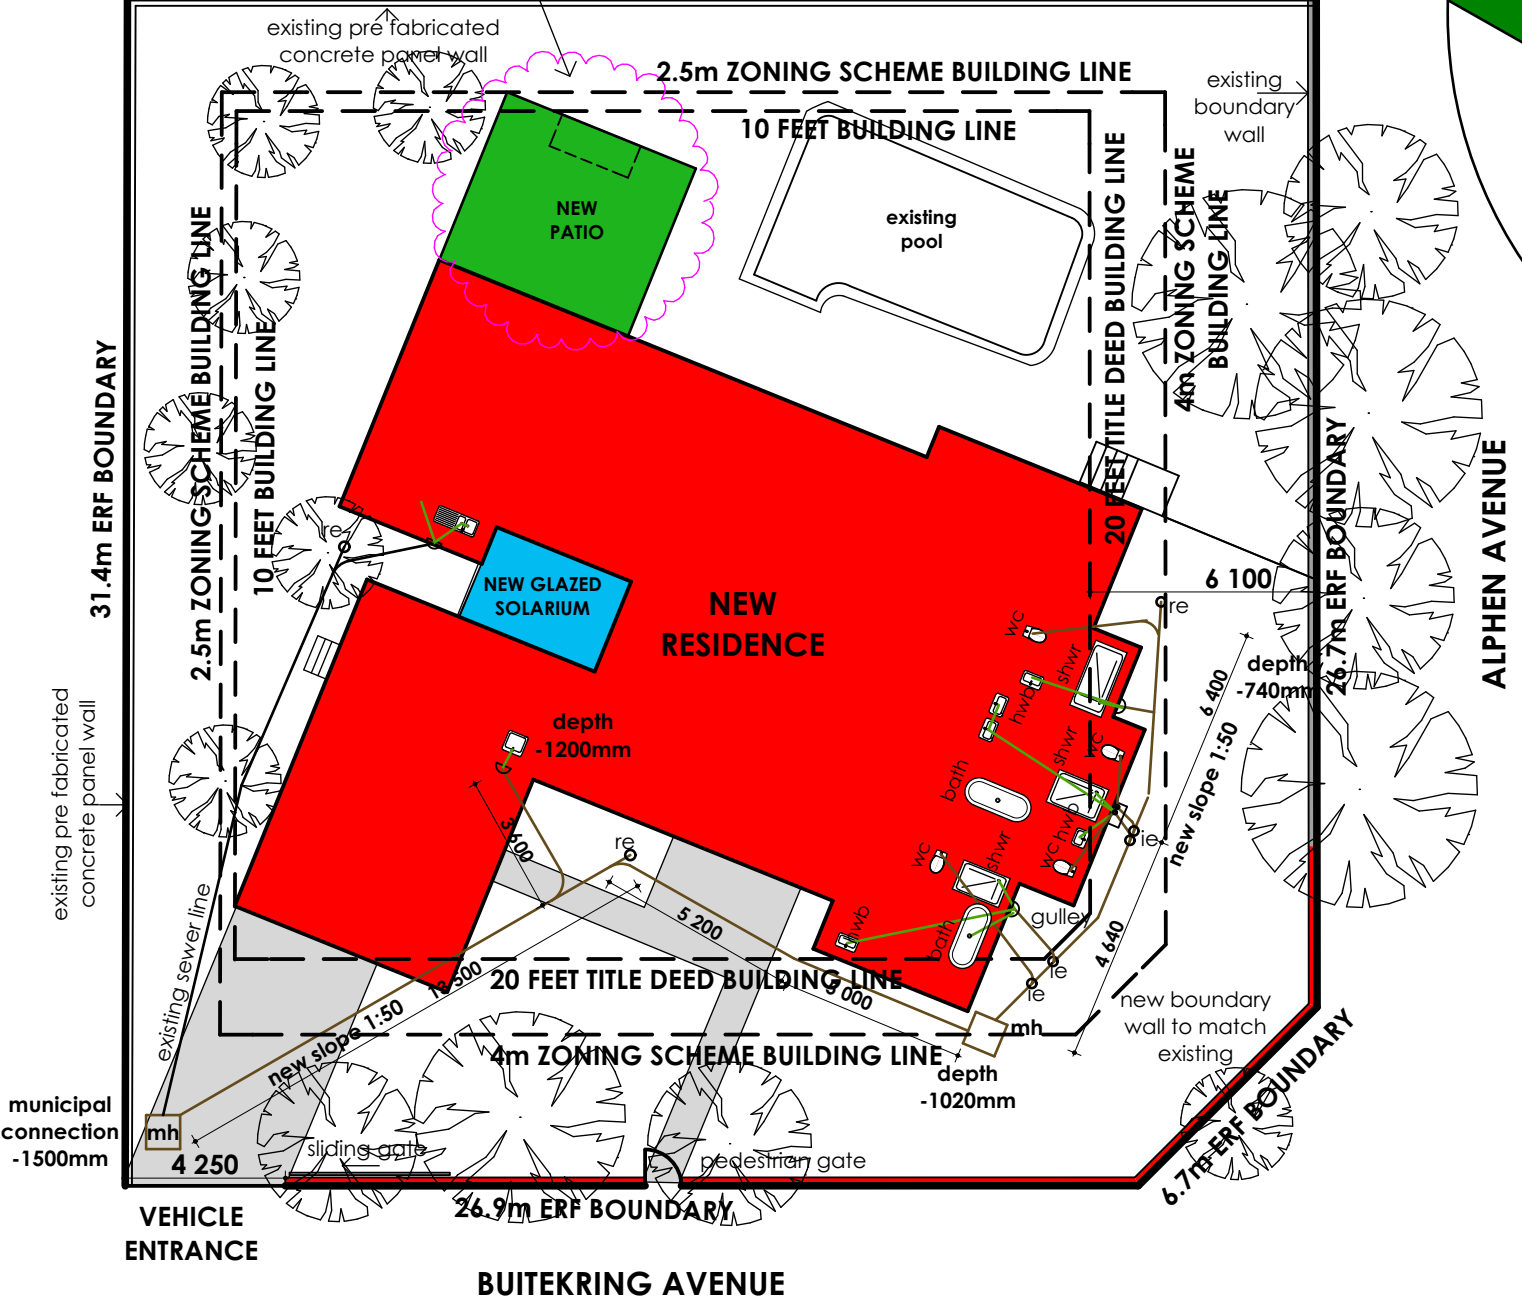 existing pre fabricated
concrete panel wall
2.5m ZONING SCHEME BUILDING LINE
10 FEET BUILDING LINE
existing
boundary
wall
NEW
PATIO
existing
pool
2.5m ZONING SCHEME BUILDING LINE
10 FEET BUILDING LINE
31.4m ERF BOUNDARY
20 FEET TITLE DEED BUILDING LINE
4m ZONING SCHEME
BUILDING LINE
26.7m ERF BOUNDARY
ALPHEN AVENUE
re
NEW GLAZED
SOLARIUM
NEW
RESIDENCE
6 100
re
wc
shwr
hwb
depth
-740mm
6 400
new slope 1:50
existing pre fabricated
concrete panel wall
depth
-1200mm
3 600
re
bath
shwr
wc
hwb
wc
ie
wc
shwr
bath
hwb
gulley
ie
ie
5 200
4 640
existing sewer line
13 500
new slope 1:50
20 FEET TITLE DEED BUILDING LINE
5 000
mh
new boundary
wall to match
existing
4m ZONING SCHEME BUILDING LINE
depth
-1020mm
municipal
connection
-1500mm
mh
4 250
sliding gate
pedestrian gate
6.7m ERF BOUNDARY
26.9m ERF BOUNDARY
VEHICLE
ENTRANCE
BUITEKRING AVENUE